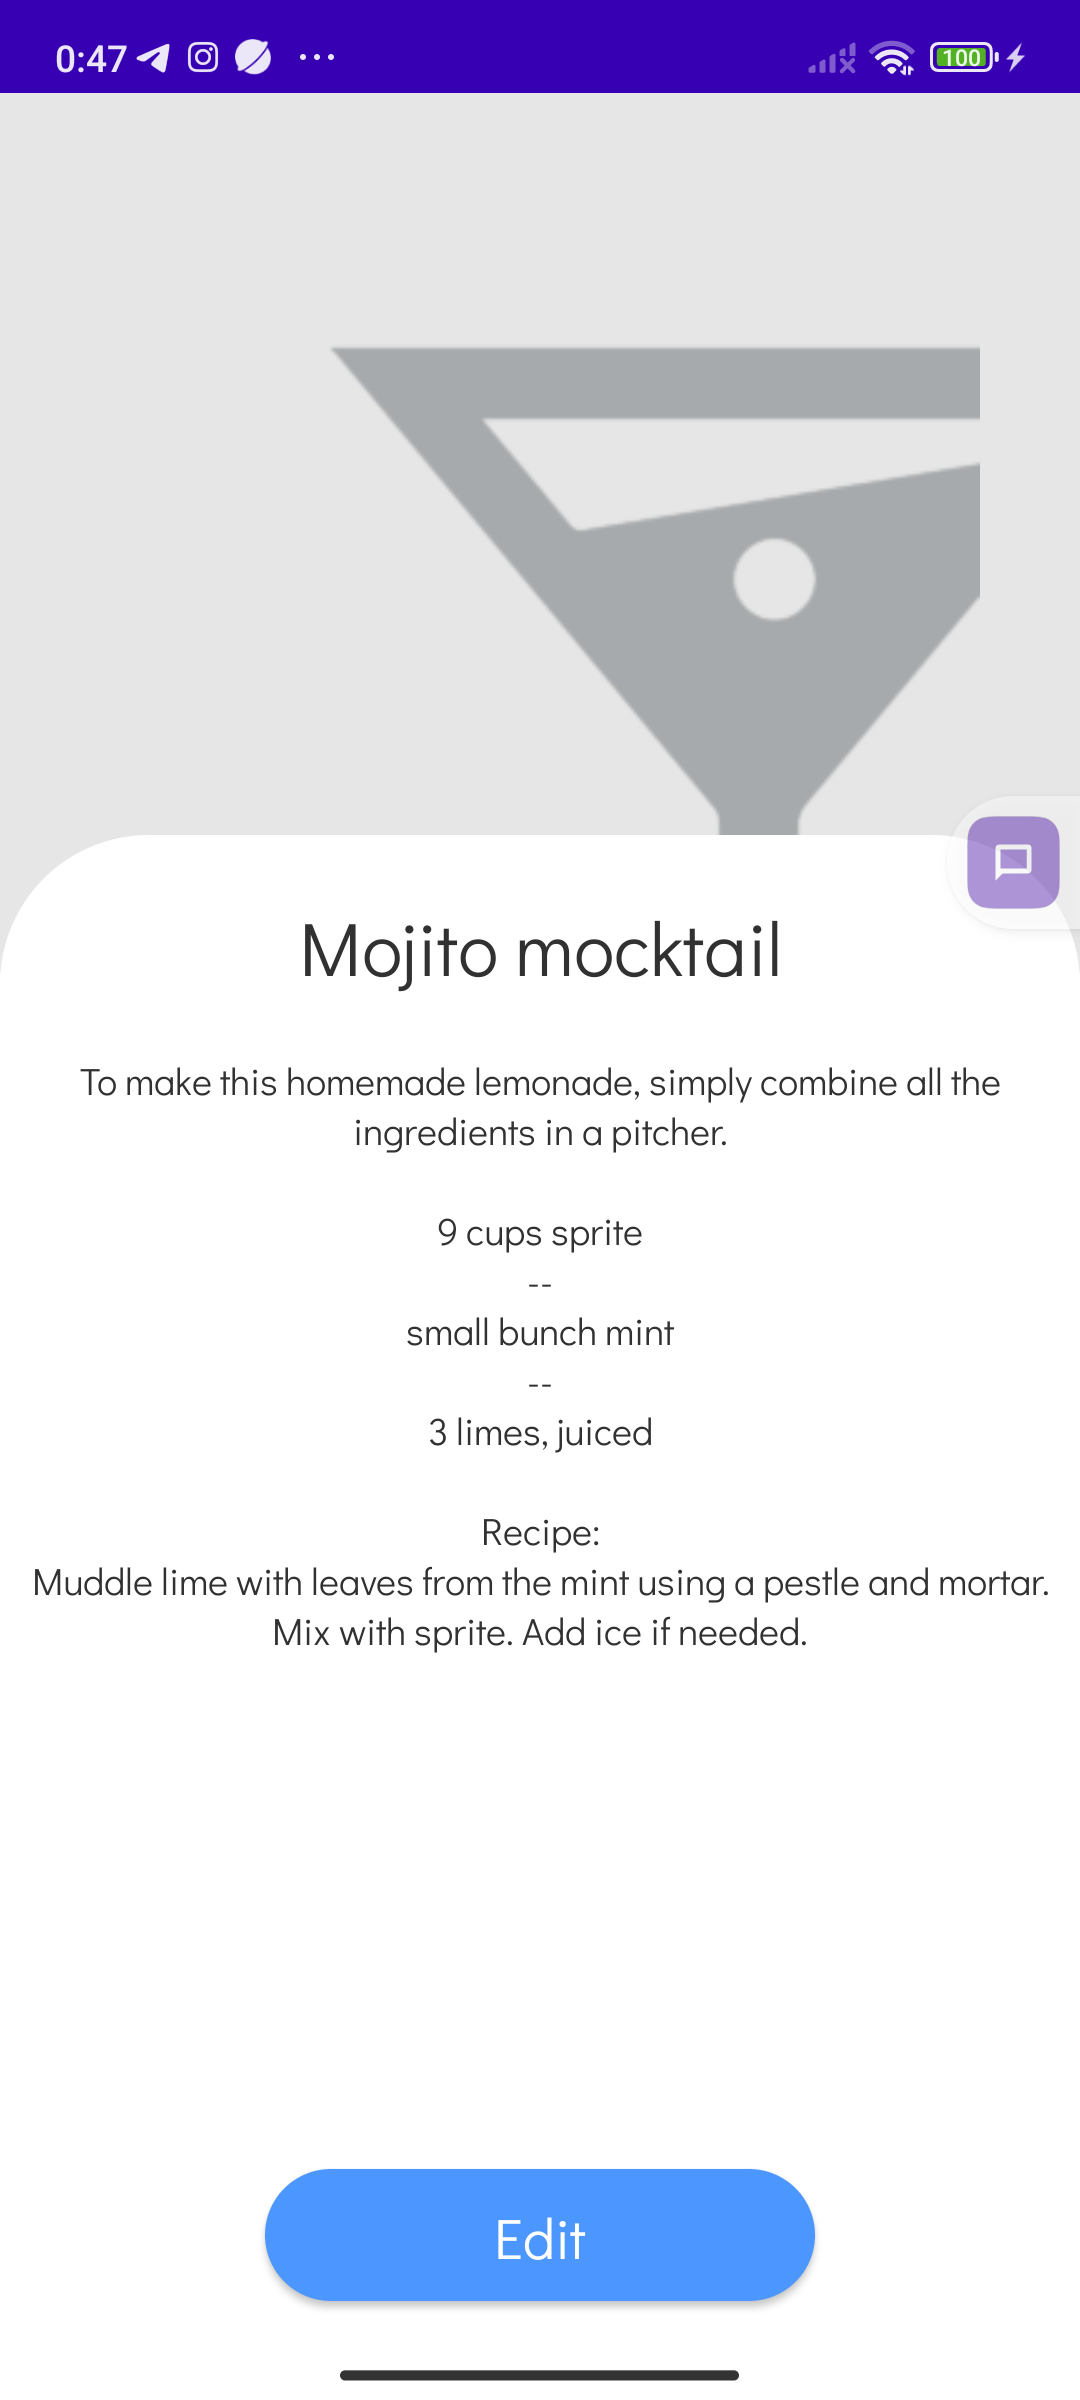 0:47
100
Mojito mocktail
To make this homemade lemonade, simply combine all the
ingredients in a pitcher.
9 cups sprite
--
small bunch mint
--
3 limes, juiced
Recipe:
Muddle lime with leaves from the mint using a pestle and mortar.
Mix with sprite. Add ice if needed.
Edit